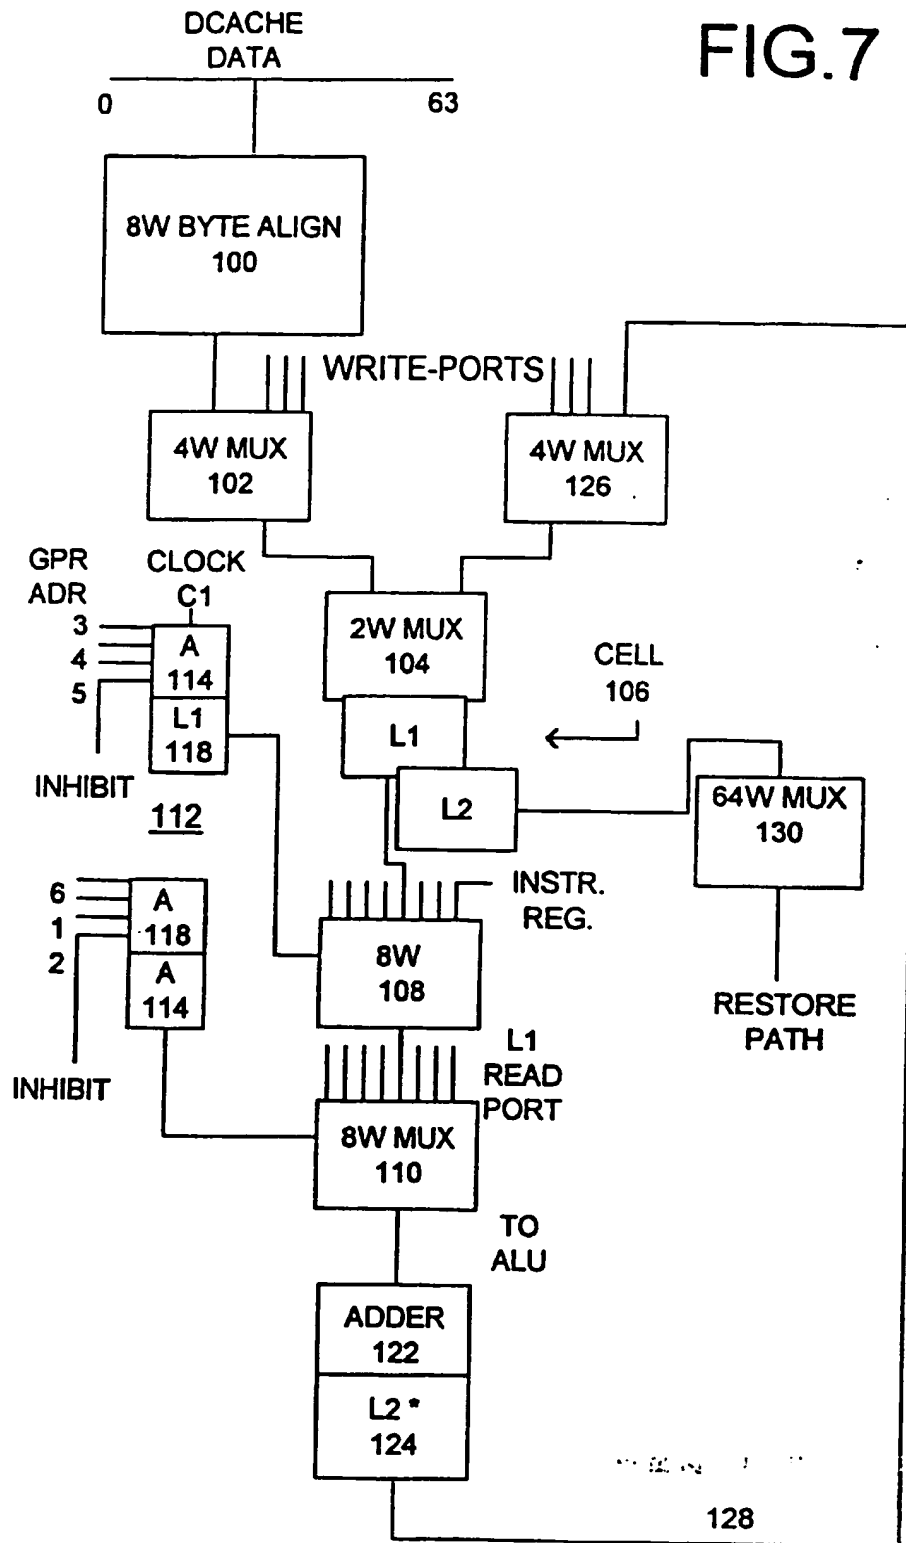 DCACHE
DATA
FIG.7
0
63
8W BYTE ALIGN
100
WRITE-PORTS
4W MUX
102
4W MUX
126
GPR
ADR
CLOCK
C1
3
4
5
A
114
L1
118
INHIBIT
112
2W MUX
104
L1
L2
CELL
106
64W MUX
130
RESTORE
PATH
6
1
2
A
118
A
114
INHIBIT
INSTR.
REG.
8W
108
L1
READ
PORT
8W MUX
110
TO
ALU
ADDER
122
L2 *
124
128